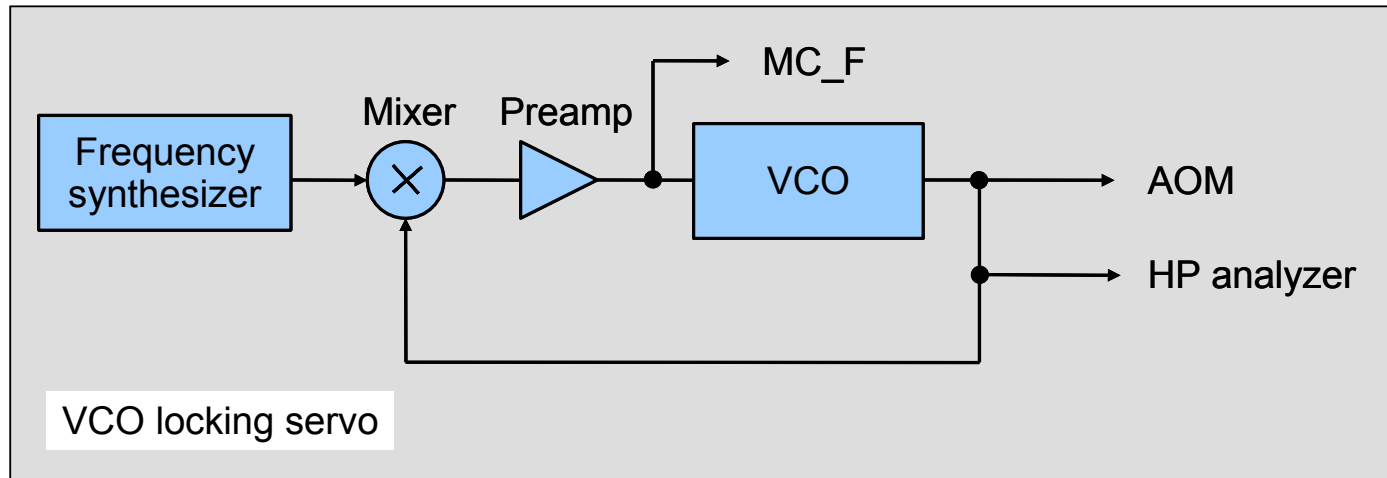 MC_F
Mixer
Preamp
Frequency
synthesizer
VCO
AOM
HP analyzer
VCO locking servo